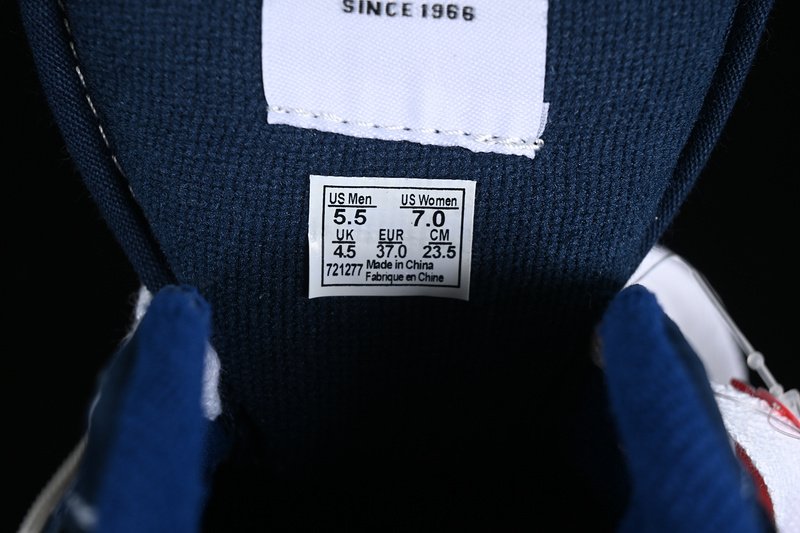 SINCE 1966
US Men US Women
5.5 7.0
UK EUR CM
4.5 37.0 23.5
721277 Made in China
Fabrique en Chine